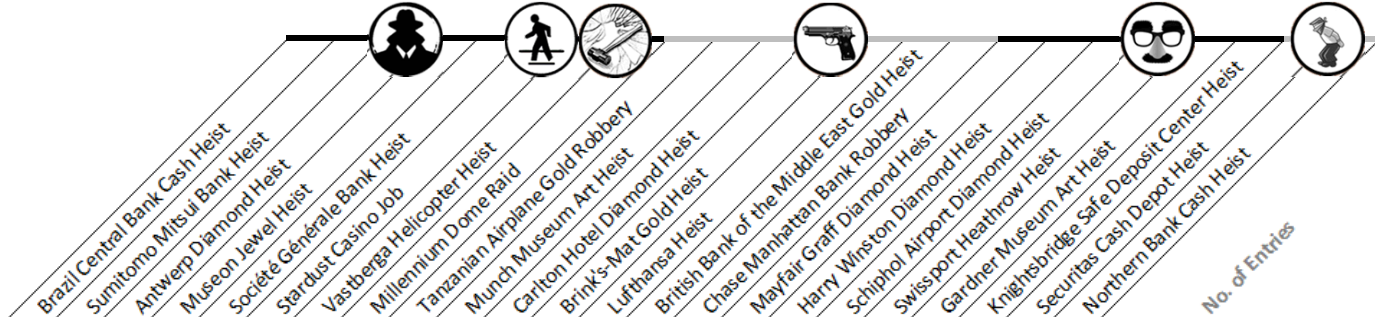 Brazil Central Bank Cash Heist
Sumitomo Mitsui Bank Heist
Antwerp Diamond Heist
Museon Jewel Heist
Société Générale Bank Heist
Stardust Casino Job
Vastberga Helicopter Heist
Millennium Dome Raid
Tanzanian Airplane Gold Robbery
Munch Museum Art Heist
Carlton Hotel Diamond Heist
Brink's-Mat Gold Heist
Lufthansa Heist
British Bank of the Middle East Gold Heist
Chase Manhattan Bank Robbery
Mayfair Graff Diamond Heist
Harry Winston Diamond Heist
Schiphol Airport Diamond Heist
Swissport Heathrow Heist
Gardner Museum Art Heist
Knightsbridge Safe Deposit Center Heist
Securitas Cash Depot Heist
Northern Bank Cash Heist
No. of Entries